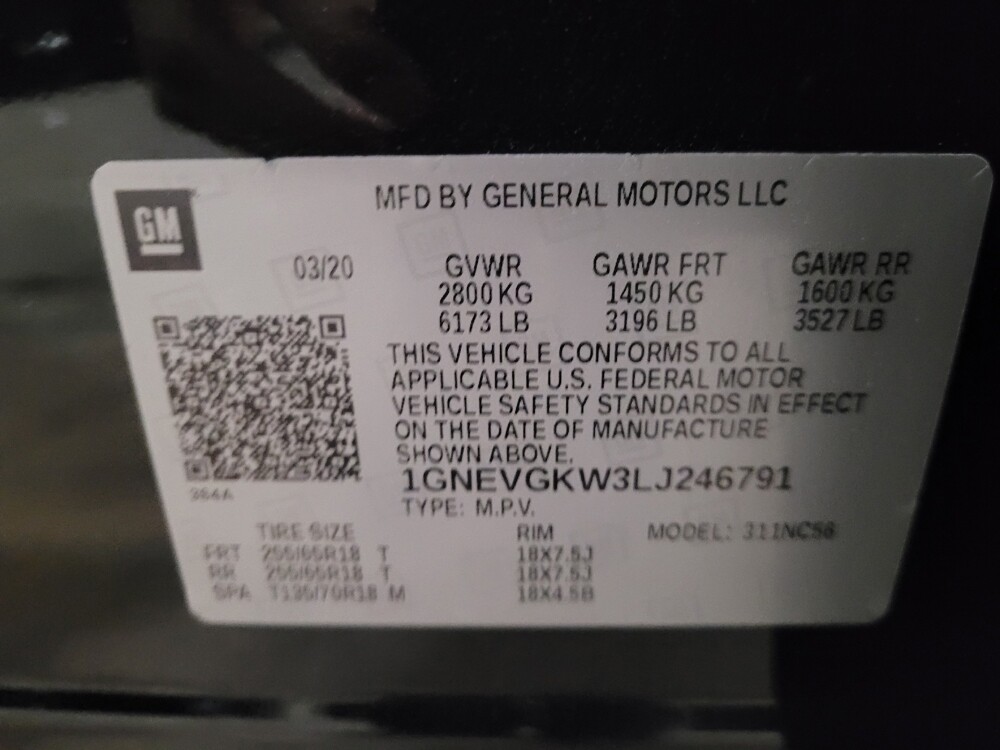 GM
MFD BY GENERAL MOTORS LLC
03/20 GVWR GAWR FRT GAWR RR
2800 KG 1450 KG 1600 KG
6173 LB 3196 LB 3527 LB
THIS VEHICLE CONFORMS TO ALL
APPLICABLE U.S. FEDERAL MOTOR
VEHICLE SAFETY STANDARDS IN EFFECT
ON THE DATE OF MANUFACTURE
SHOWN ABOVE.
384A
1GNEVGKW3LJ246791
TYPE: M.P.V.
TIRE SIZE RIM MODEL: 311NC56
FRT 255/65R18 T 18X7.5J
RR 255/65R18 T 18X7.5J
SPA T135/70R18 M 18X4.5B